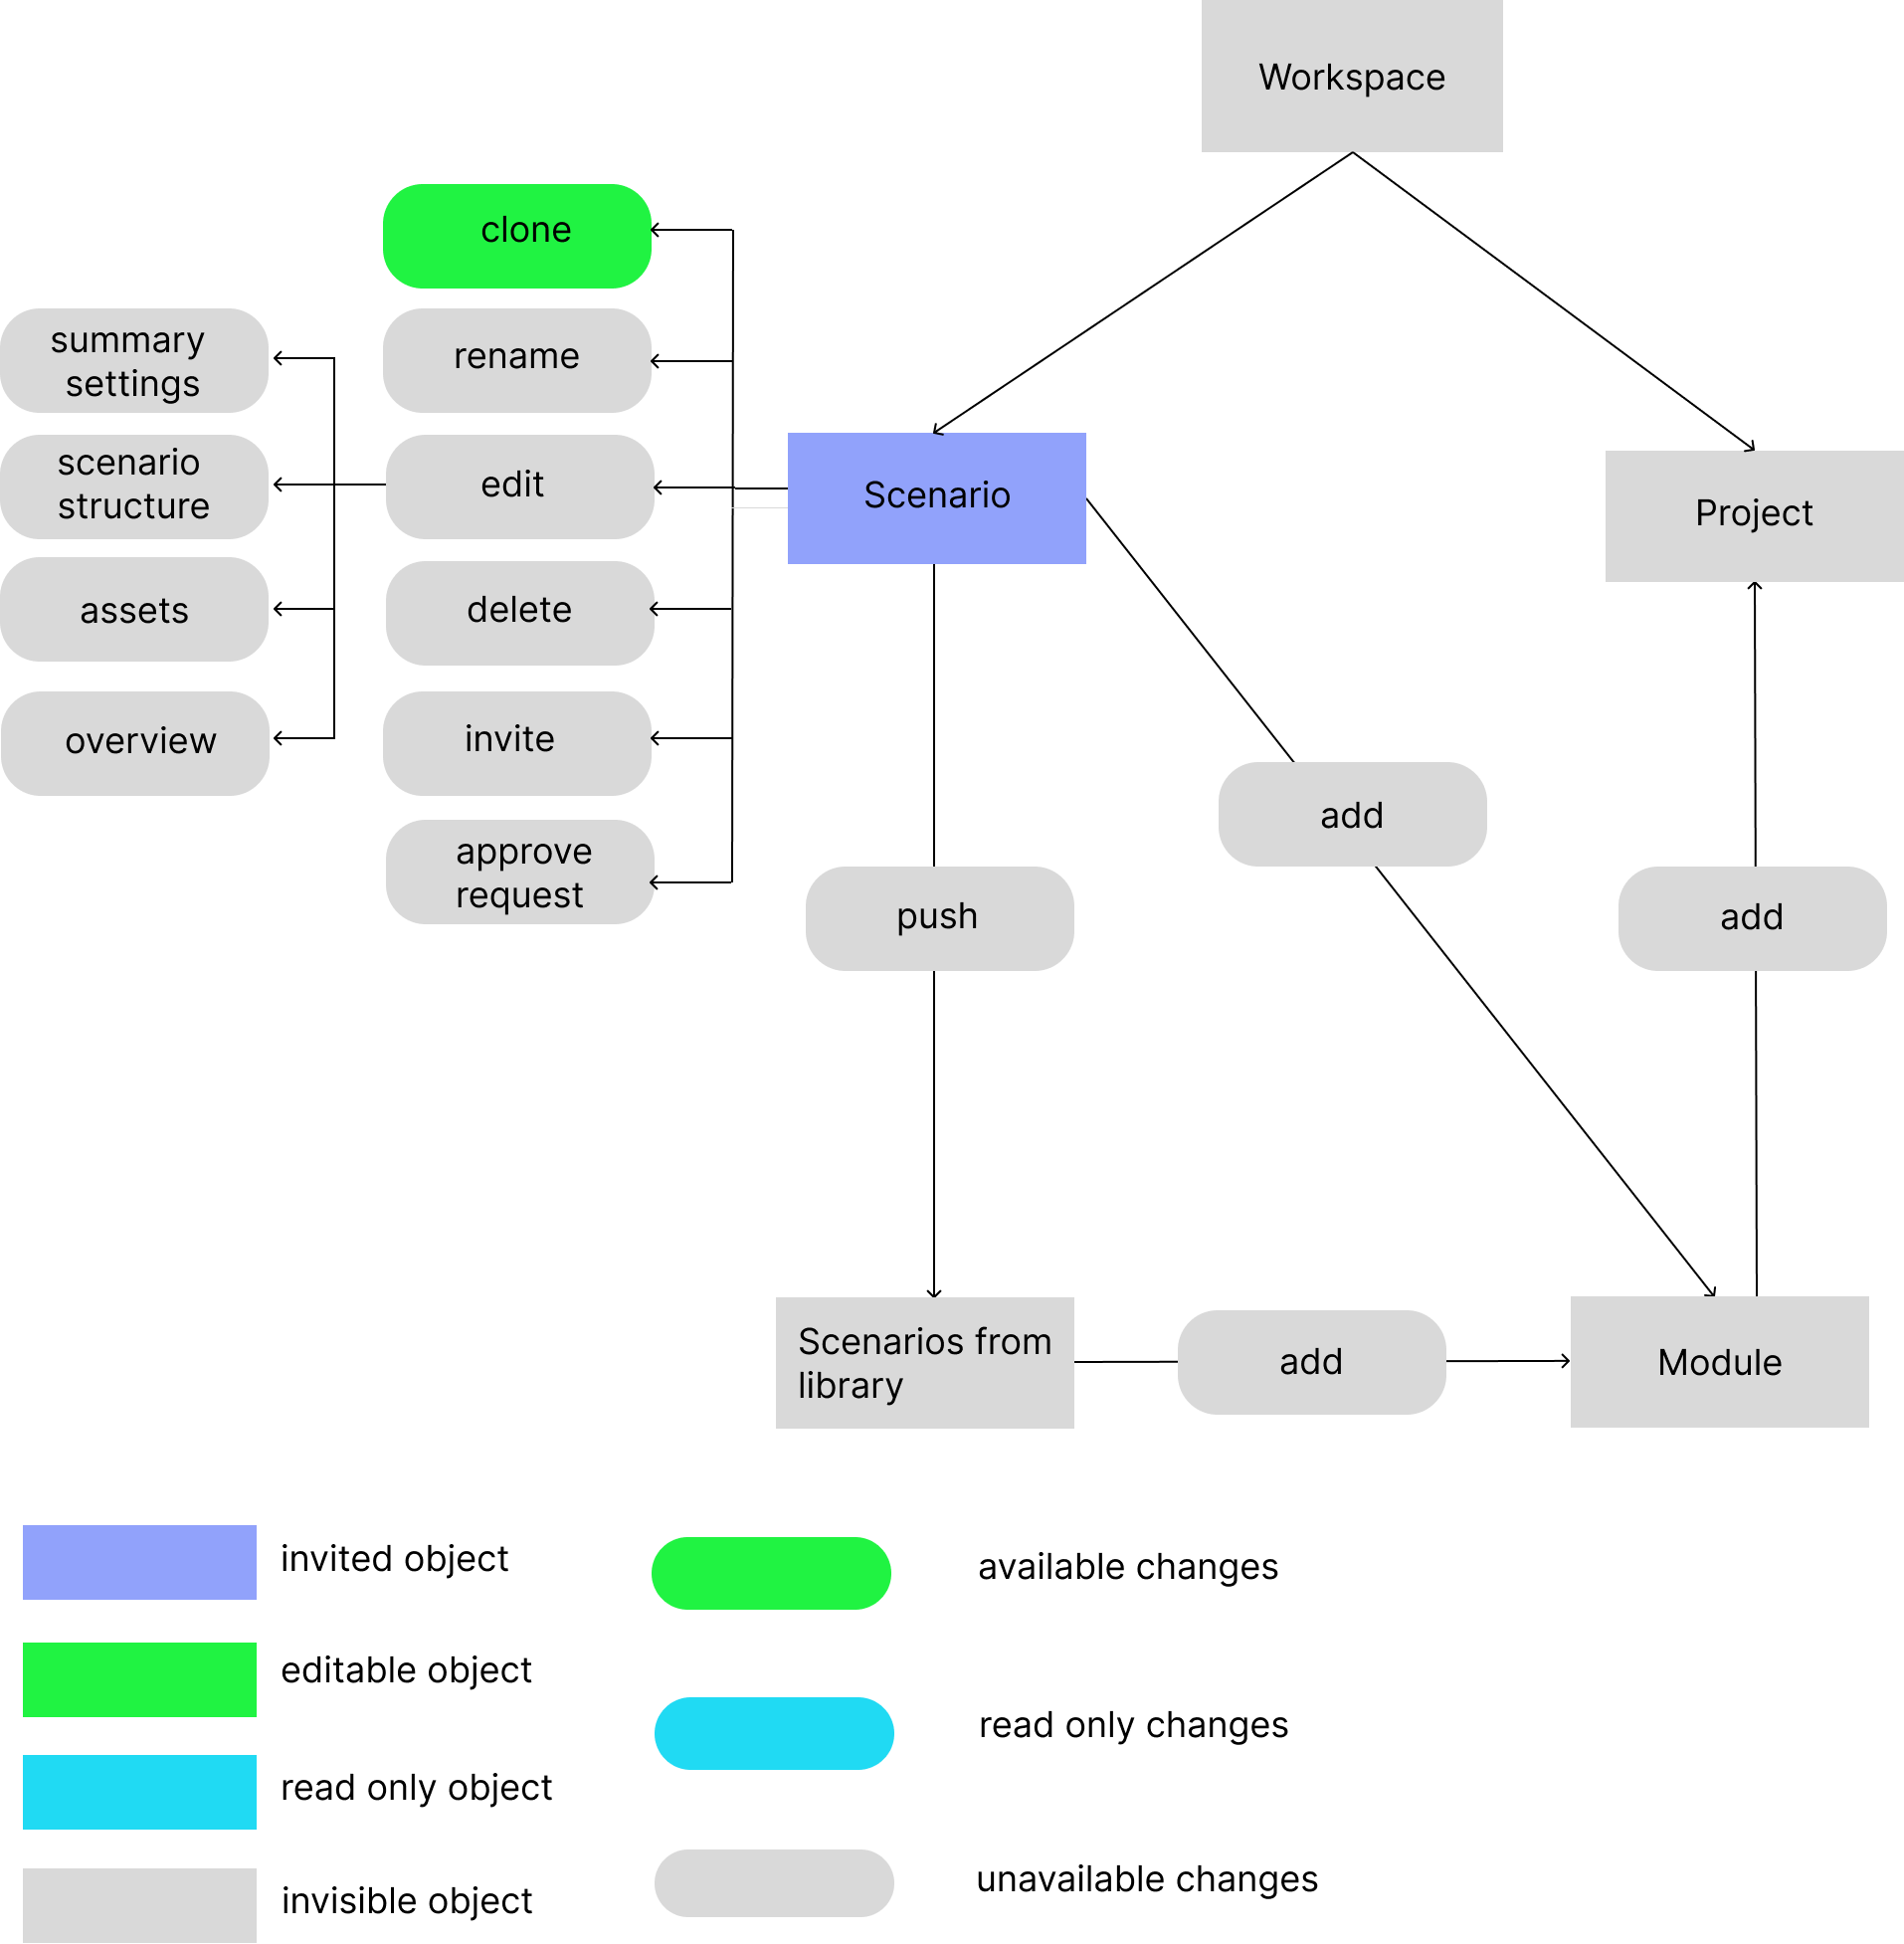 Workspace
clone
summary
settings
rename
scenario
structure
edit
Scenario
Project
assets
delete
overview
invite
add
approve
request
push
add
Scenarios from
library
add
Module
invited object
available changes
editable object
read only changes
read only object
unavailable changes
invisible object